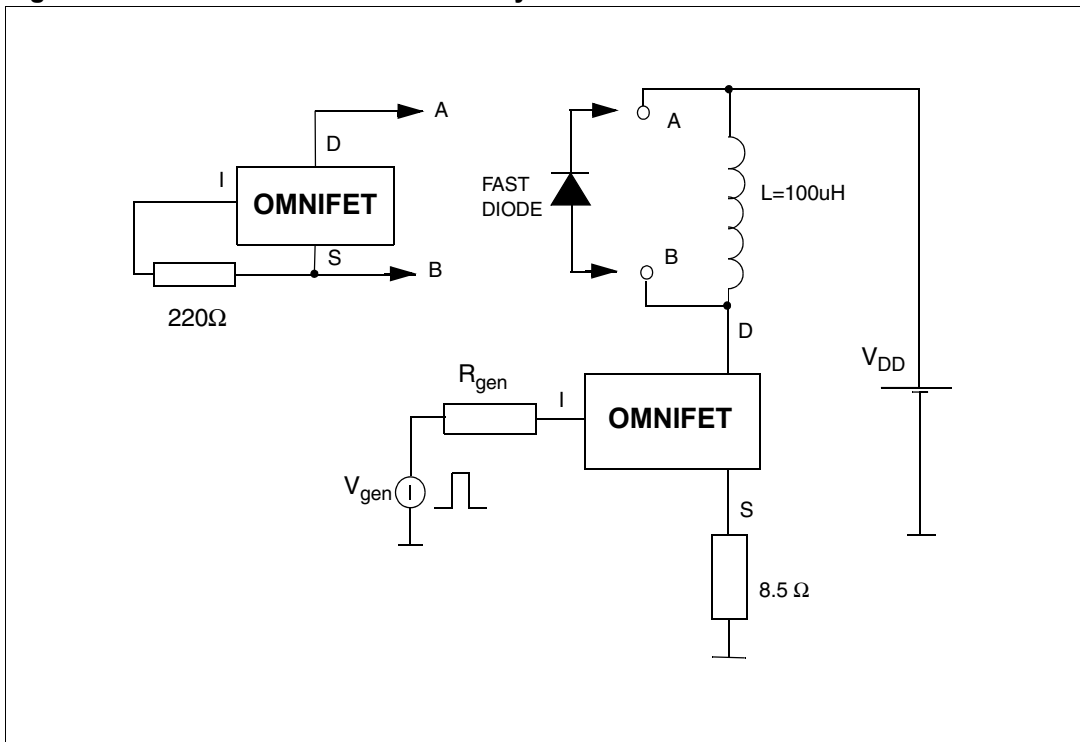 A
D
I
OMNIFET
S
B
220Ω
FAST
DIODE
A
B
L=100uH
D
V_DD
R_gen
I
OMNIFET
V_gen
S
8.5 Ω